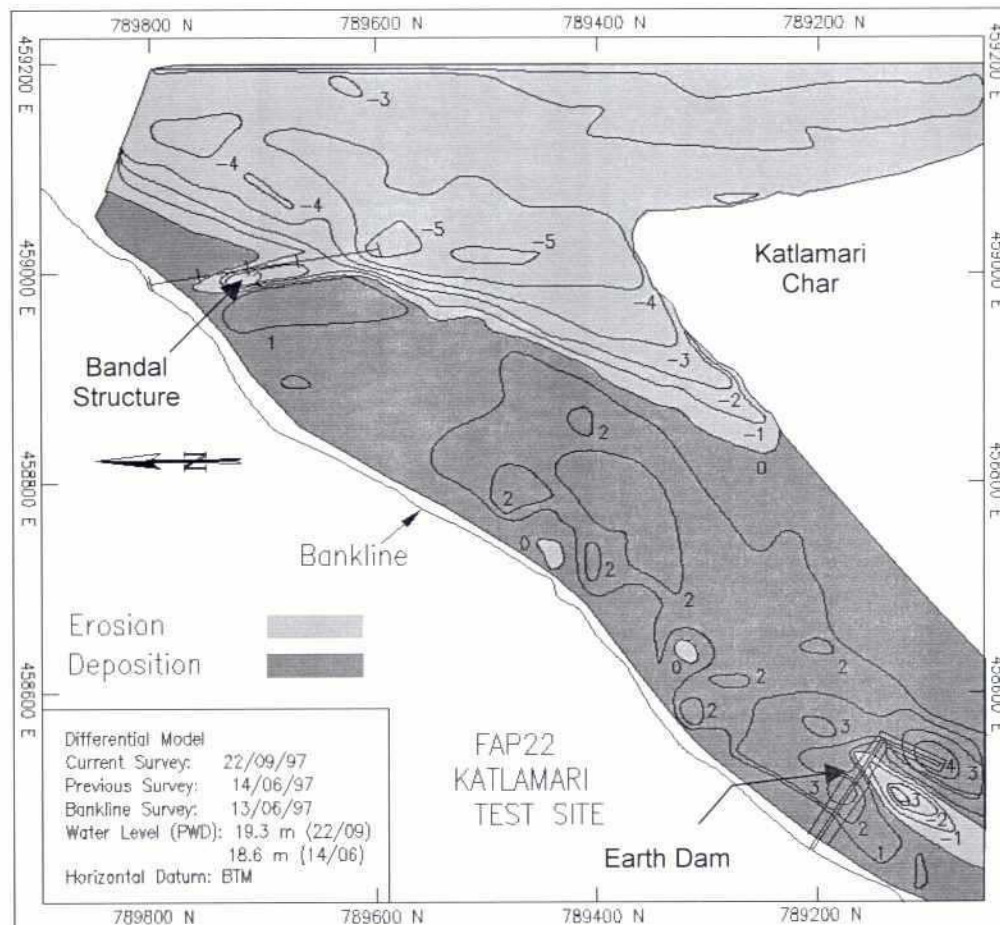 789800 N
789600 N
789400 N
789200 N
459200 E
459200 E
-3
-4
-4
-5
-5
459000 E
459000 E
Katlamari
Char
-4
1
-3
Bandal
Structure
-2
2
-1
0
N
458800 E
458800 E
2
Bankline
0
2
2
Erosion
Deposition
0
2
2
2
3
458600 E
458600 E
Differential Model
Current Survey: 22/09/97
Previous Survey: 14/06/97
Bankline Survey: 13/06/97
Water Level (PWD): 19.3 m (22/09)
18.6 m (14/06)
Horizontal Datum: BTM
FAP22
KATLAMARI
TEST SITE
Earth Dam
4
3
3
-3
-2
-1
2
1
789800 N
789600 N
789400 N
789200 N